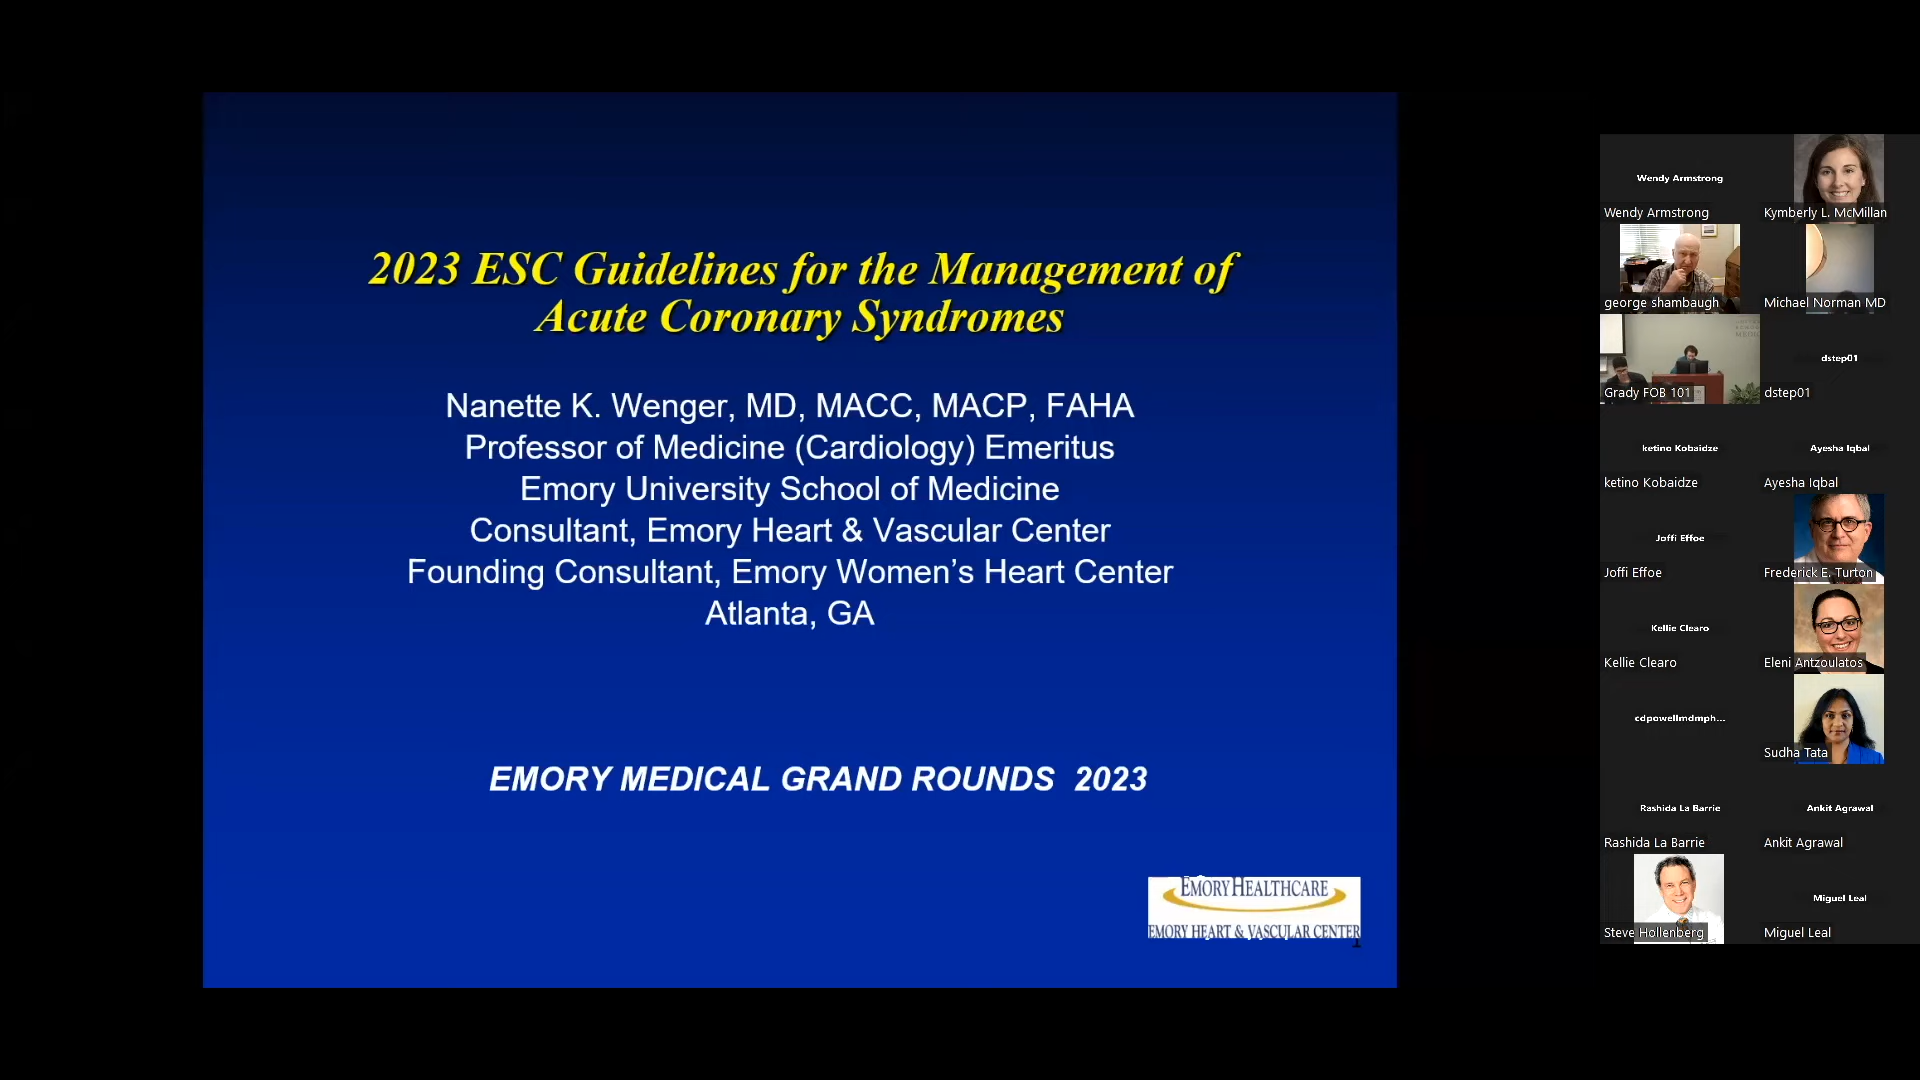 2023 ESC Guidelines for the Management of
Acute Coronary Syndromes
Nanette K. Wenger, MD, MACC, MACP, FAHA
Professor of Medicine (Cardiology) Emeritus
Emory University School of Medicine
Consultant, Emory Heart & Vascular Center
Founding Consultant, Emory Women's Heart Center
Atlanta, GA
EMORY MEDICAL GRAND ROUNDS 2023
EMORY HEALTHCARE
EMORY HEART & VASCULAR CENTER
1
Wendy Armstrong
Wendy Armstrong
Kymberly L. McMillan
george shambaugh
Michael Norman MD
Grady FOB 101
dstep01
dstep01
ketino Kobaidze
ketino Kobaidze
Ayesha Iqbal
Ayesha Iqbal
Joffi Effoe
Joffi Effoe
Frederick E. Turton
Kellie Clearo
Kellie Clearo
Eleni Antzoulatos
cdpowellmdmph...
Sudha Tata
Rashida La Barrie
Rashida La Barrie
Ankit Agrawal
Ankit Agrawal
Steve Hollenberg
Miguel Leal
Miguel Leal